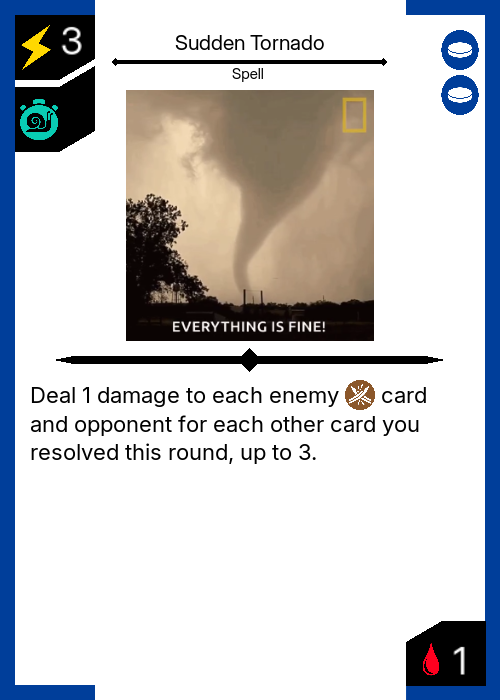 3
Sudden Tornado
Spell
EVERYTHING IS FINE!
Deal 1 damage to each enemy card
and opponent for each other card you
resolved this round, up to 3.
1